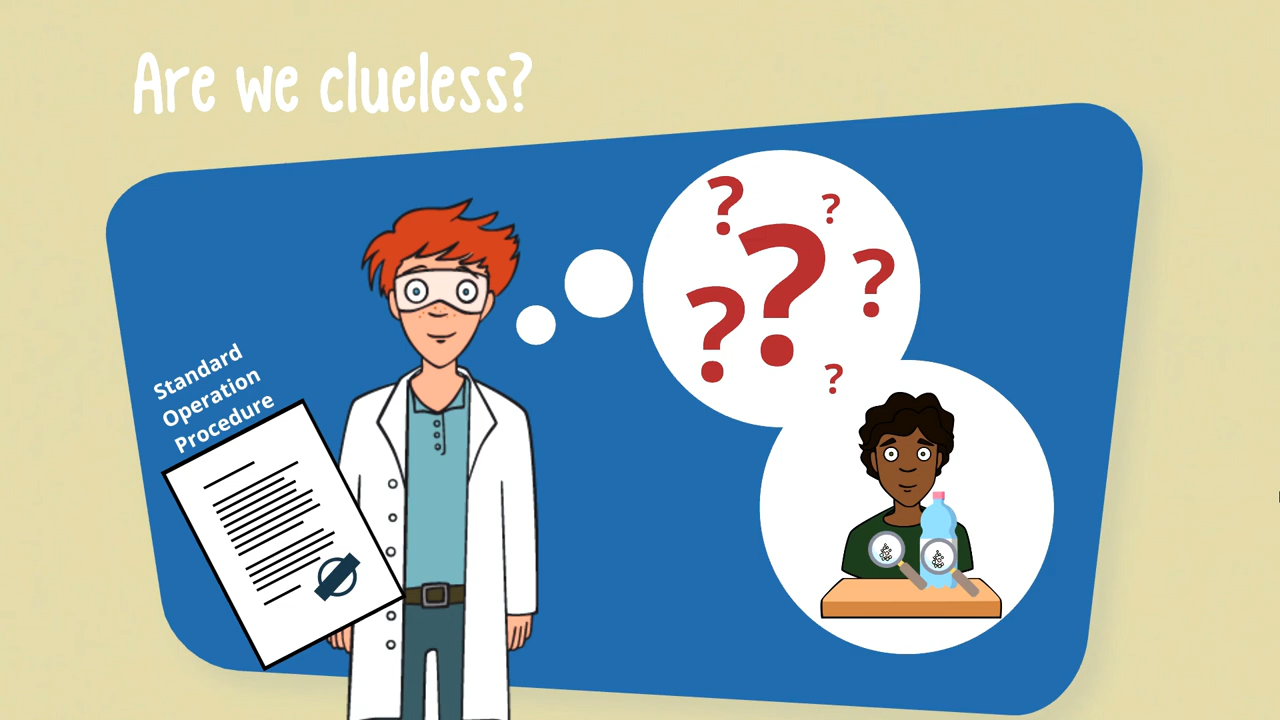 Are we clueless?
Standard
Operation
Procedure
? ?
? ? ?
?